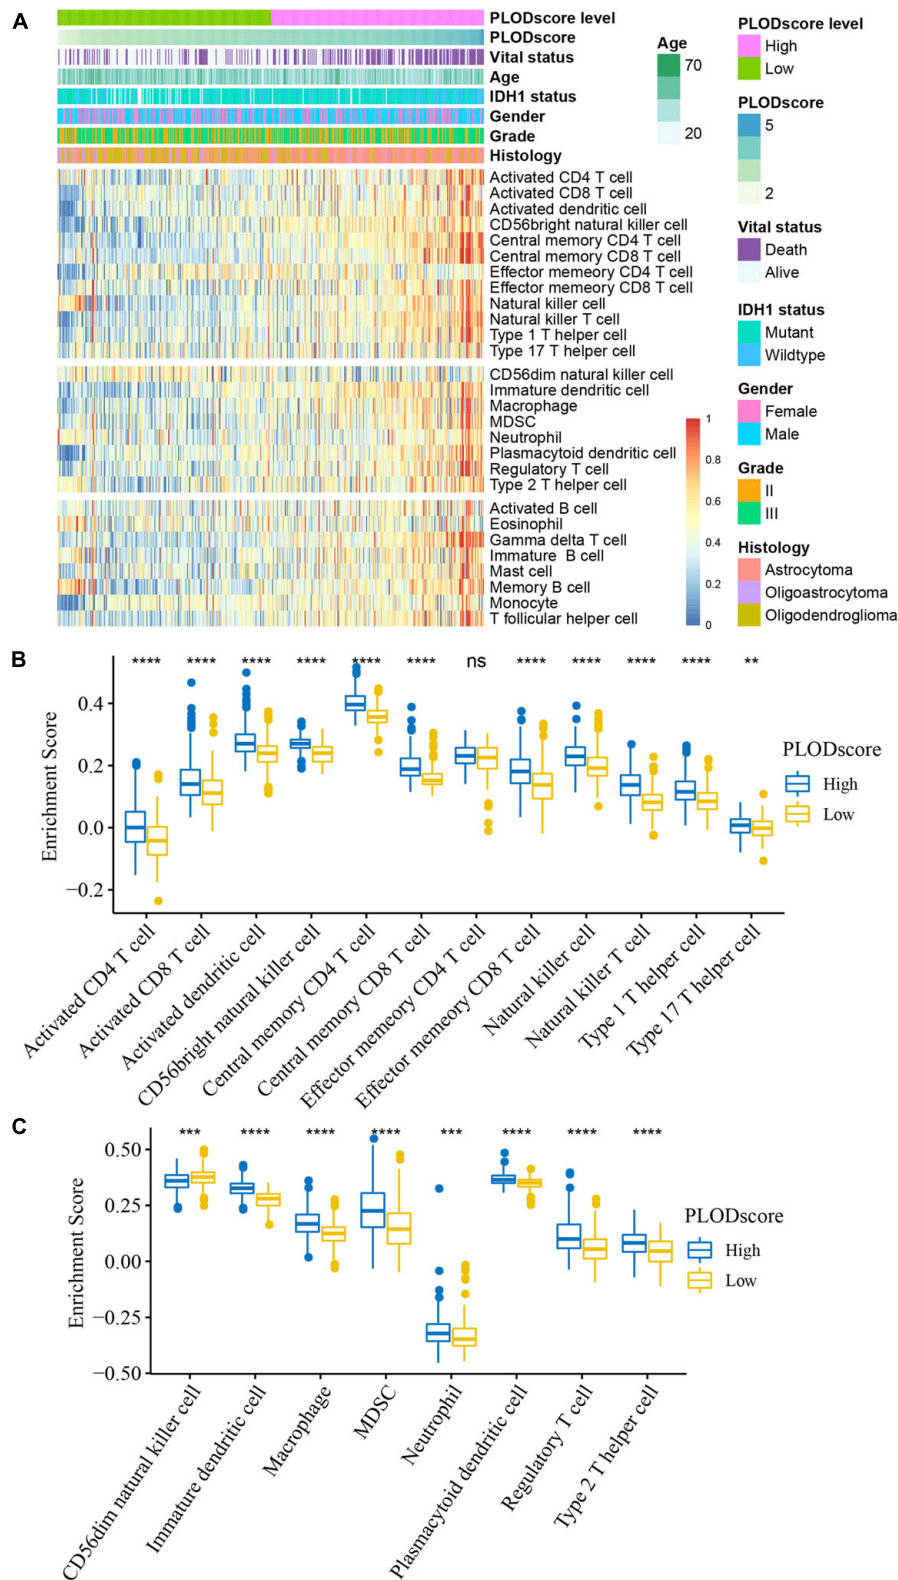 A
PLODscore level
PLODscore
Vital status
Age
IDH1 status
Gender
Grade
Histology
Activated CD4 T cell
Activated CD8 T cell
Activated dendritic cell
CD56bright natural killer cell
Central memory CD4 T cell
Central memory CD8 T cell
Effector memeory CD4 T cell
Effector memeory CD8 T cell
Natural killer cell
Natural killer T cell
Type 1 T helper cell
Type 17 T helper cell
CD56dim natural killer cell
Immature dendritic cell
Macrophage
MDSC
Neutrophil
Plasmacytoid dendritic cell
Regulatory T cell
Type 2 T helper cell
Activated B cell
Eosinophil
Gamma delta T cell
Immature  B cell
Mast cell
Memory B cell
Monocyte
T follicular helper cell
Age
70
20
1
0.8
0.6
0.4
0.2
0
PLODscore level
High
Low
PLODscore
5
2
Vital status
Death
Alive
IDH1 status
Mutant
Wildtype
Gender
Female
Male
Grade
II
III
Histology
Astrocytoma
Oligoastrocytoma
Oligodendroglioma
B
**** **** **** **** **** **** ns **** **** **** **** **
Enrichment Score
0.4
0.2
0.0
−0.2
Activated CD4 T cell
Activated CD8 T cell
Activated dendritic cell
CD56bright natural killer cell
Central memory CD4 T cell
Central memory CD8 T cell
Effector memeory CD4 T cell
Effector memeory CD8 T cell
Natural killer cell
Natural killer T cell
Type 1 T helper cell
Type 17 T helper cell
PLODscore
High
Low
C
*** **** **** **** *** **** **** ****
Enrichment Score
0.50
0.25
0.00
−0.25
−0.50
CD56dim natural killer cell
Immature dendritic cell
Macrophage
MDSC
Neutrophil
Plasmacytoid dendritic cell
Regulatory T cell
Type 2 T helper cell
PLODscore
High
Low